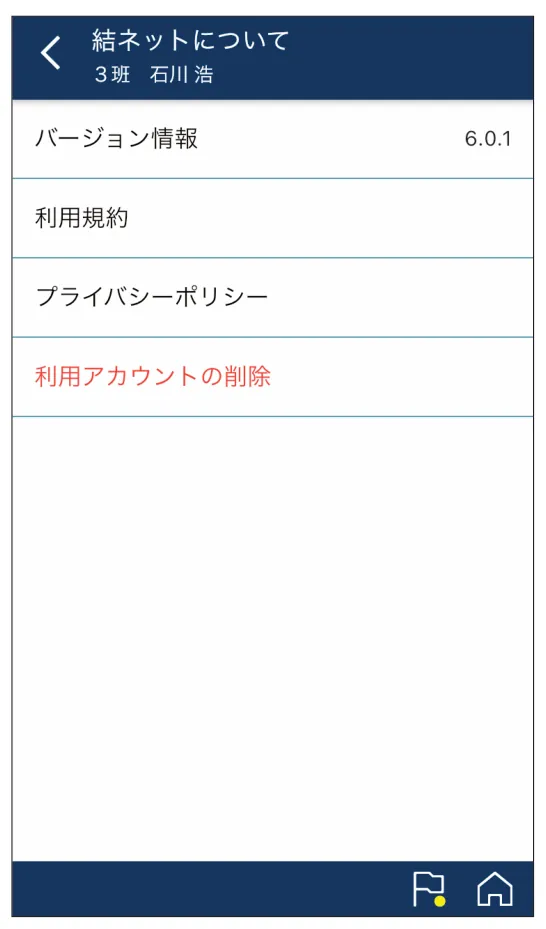 結ネットについて
３班　石川 浩
バージョン情報 6.0.1
利用規約
プライバシーポリシー
利用アカウントの削除